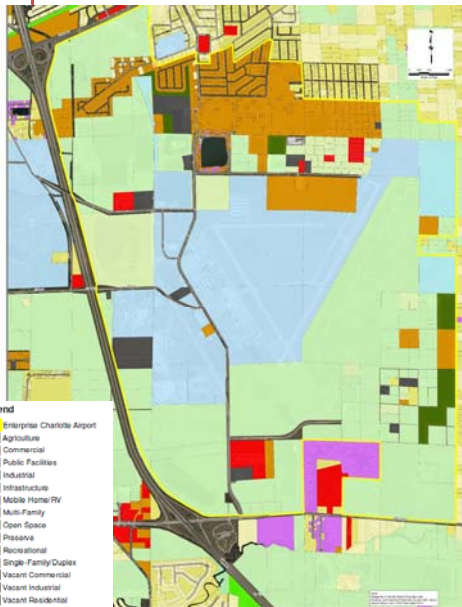 end
Enterprise Charlotte Airport
Agriculture
Commercial
Public Facilities
Industrial
Infrastructure
Mobile Home/RV
Multi-Family
Open Space
Preserve
Recreational
Single-Family/Duplex
Vacant Commercial
Vacant Industrial
Vacant Residential